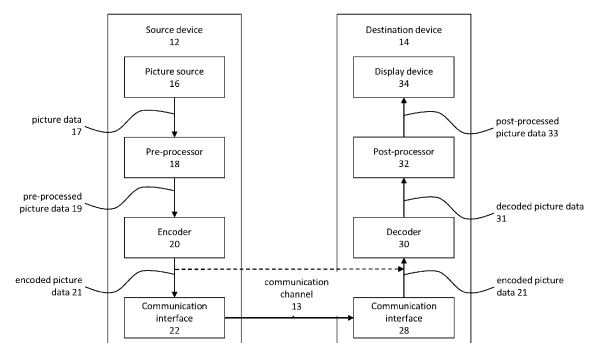 Source device
12
Picture source
16
picture data
17
Pre-processor
18
pre-processed
picture data 19
Encoder
20
encoded picture
data 21
Communication
interface
22
communication
channel
13
Destination device
14
Display device
34
post-processed
picture data 33
Post-processor
32
decoded picture data
31
Decoder
30
encoded picture
data 21
Communication
interface
28